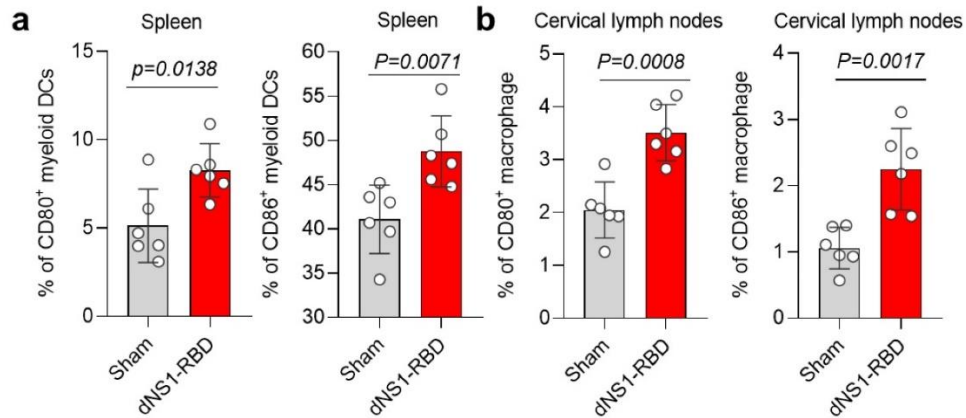 a
Spleen
% of CD80+ myeloid DCs
15
10
5
0
p=0.0138
Sham
dNS1-RBD
Spleen
% of CD86+ myeloid DCs
60
55
50
45
40
35
30
P=0.0071
Sham
dNS1-RBD
b
Cervical lymph nodes
% of CD80+ macrophage
5
4
3
2
1
0
P=0.0008
Sham
dNS1-RBD
Cervical lymph nodes
% of CD86+ macrophage
4
3
2
1
0
P=0.0017
Sham
dNS1-RBD